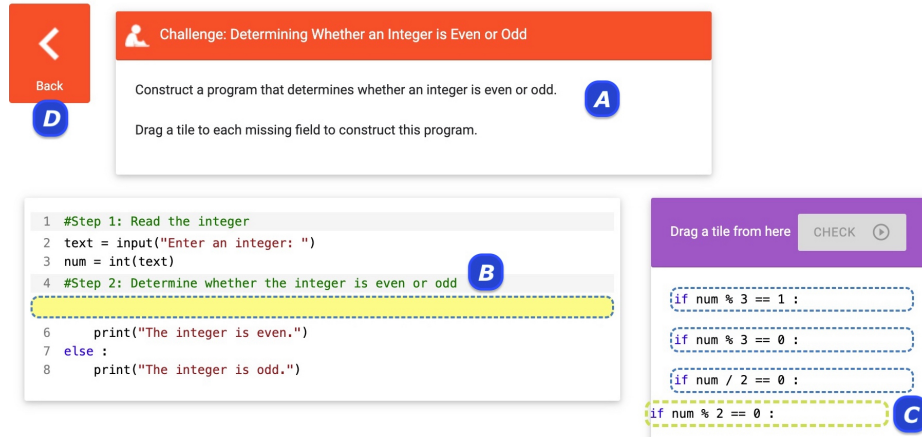 Challenge: Determining Whether an Integer is Even or Odd
Back
D
Construct a program that determines whether an integer is even or odd.
A
Drag a tile to each missing field to construct this program.
1 #Step 1: Read the integer
2 text = input("Enter an integer: ")
3 num = int(text)
4 #Step 2: Determine whether the integer is even or odd
B
6 print("The integer is even.")
7 else :
8 print("The integer is odd.")
Drag a tile from here
CHECK
if num % 3 == 1 :
if num % 3 == 0 :
if num / 2 == 0 :
if num % 2 == 0 :
C